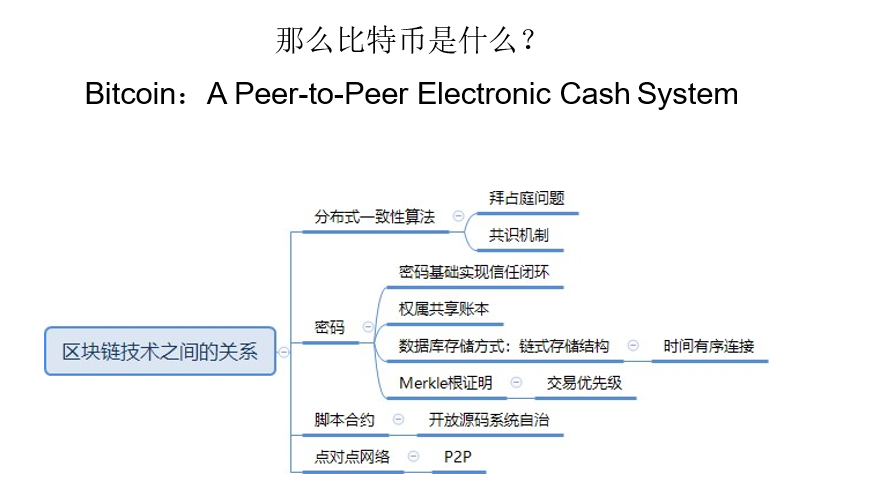 那么比特币是什么？
Bitcoin：A Peer-to-Peer Electronic Cash System
拜占庭问题
分布式一致性算法
共识机制
密码基础实现信任闭环
权属共享账本
密码
数据库存储方式：链式存储结构
时间有序连接
区块链技术之间的关系
Merkle根证明
交易优先级
脚本合约
开放源码系统自治
点对点网络
P2P